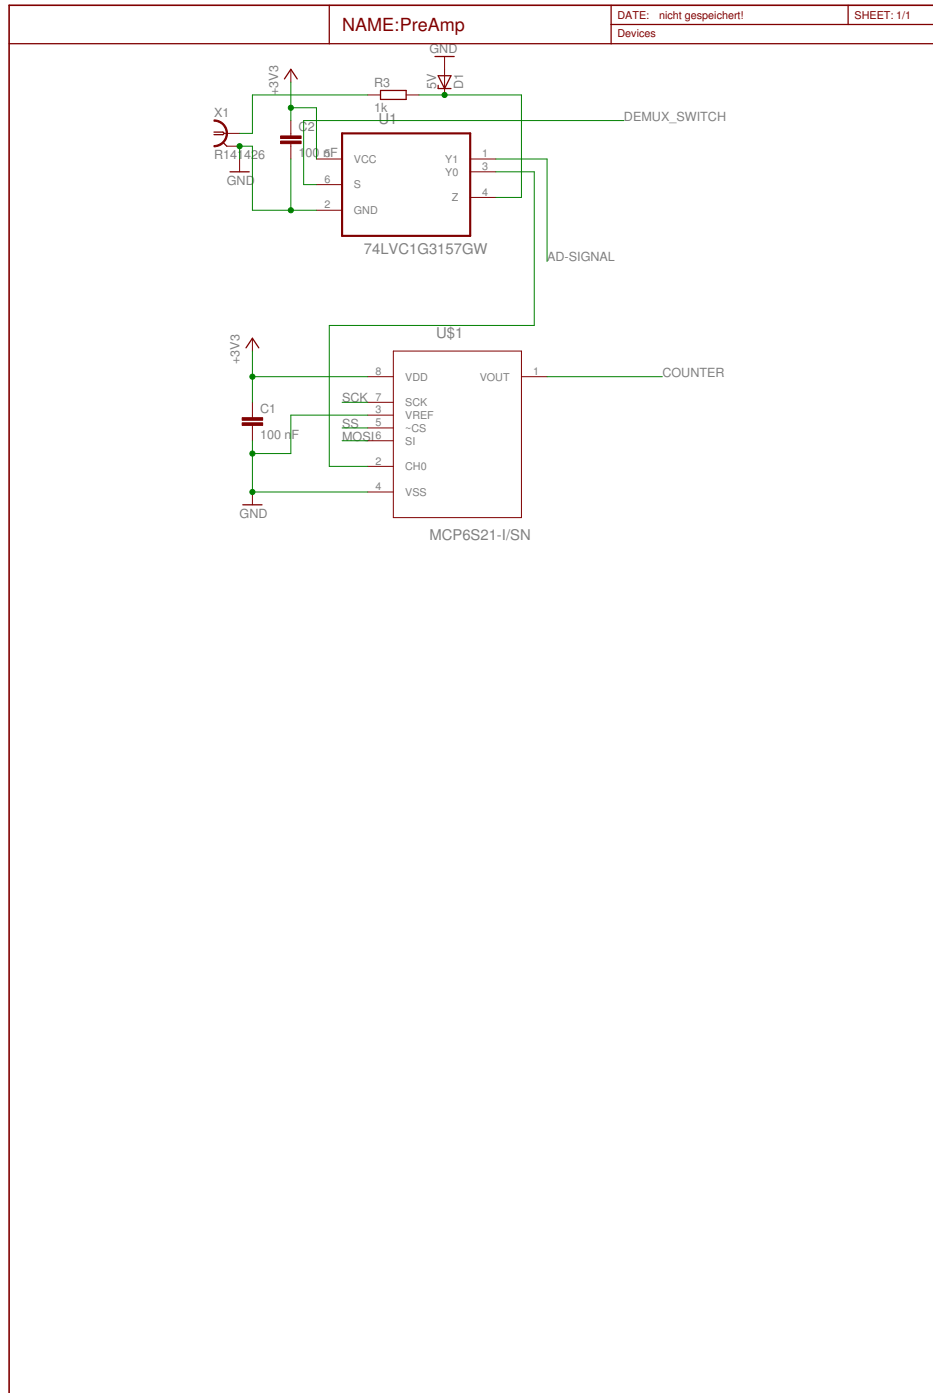 NAME:PreAmp
DATE: nicht gespeichert!
SHEET: 1/1
Devices
GND
+3V3
R3
5V
D1
1k
X1
U1
DEMUX_SWITCH
C2
R141426
100 nF
5
VCC
Y1
1
Y0
3
GND
6
S
Z
4
2
GND
74LVC1G3157GW
AD-SIGNAL
+3V3
U$1
8
VDD
VOUT
1
COUNTER
SCK
7
SCK
C1
3
VREF
SS
5
~CS
100 nF
MOSI
6
SI
2
CH0
4
VSS
GND
MCP6S21-I/SN